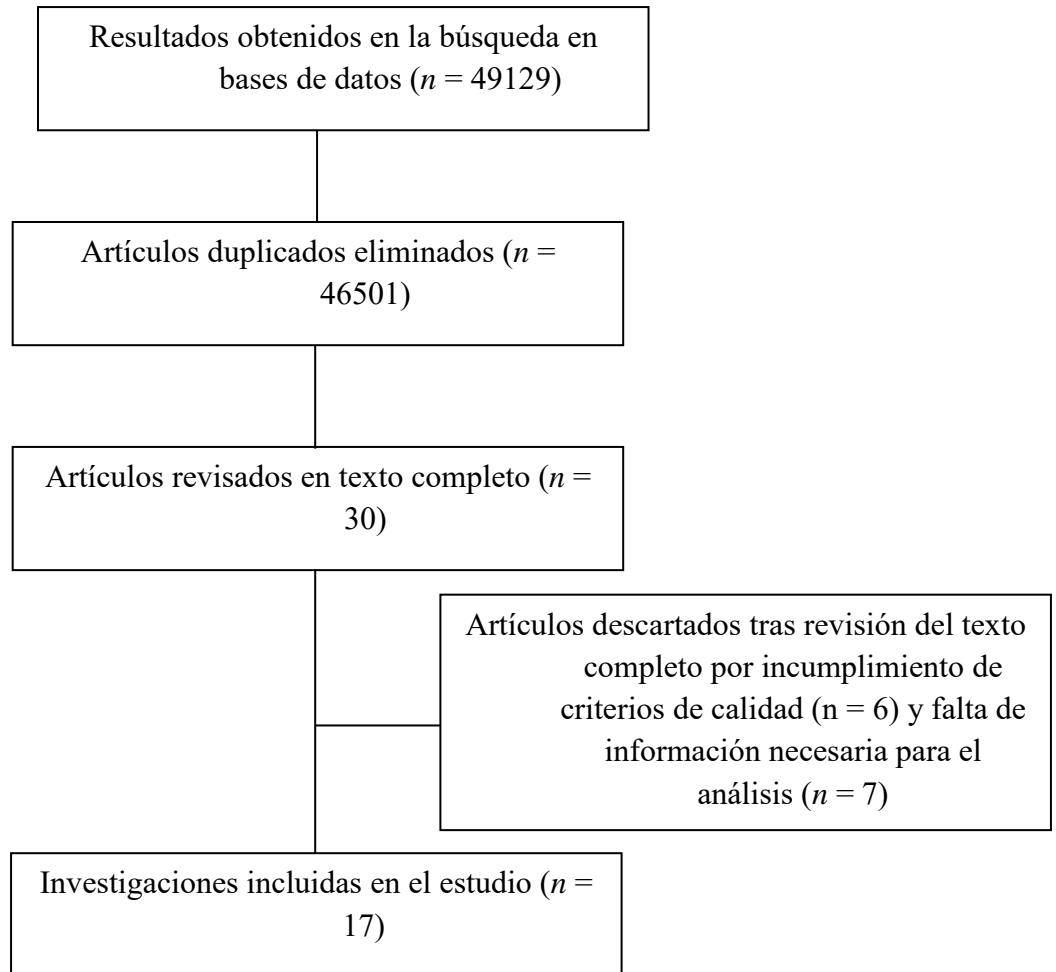 Resultados obtenidos en la búsqueda en
bases de datos (n = 49129)
Artículos duplicados eliminados (n =
46501)
Artículos revisados en texto completo (n =
30)
Artículos descartados tras revisión del texto
completo por incumplimiento de
criterios de calidad (n = 6) y falta de
información necesaria para el
análisis (n = 7)
Investigaciones incluidas en el estudio (n =
17)